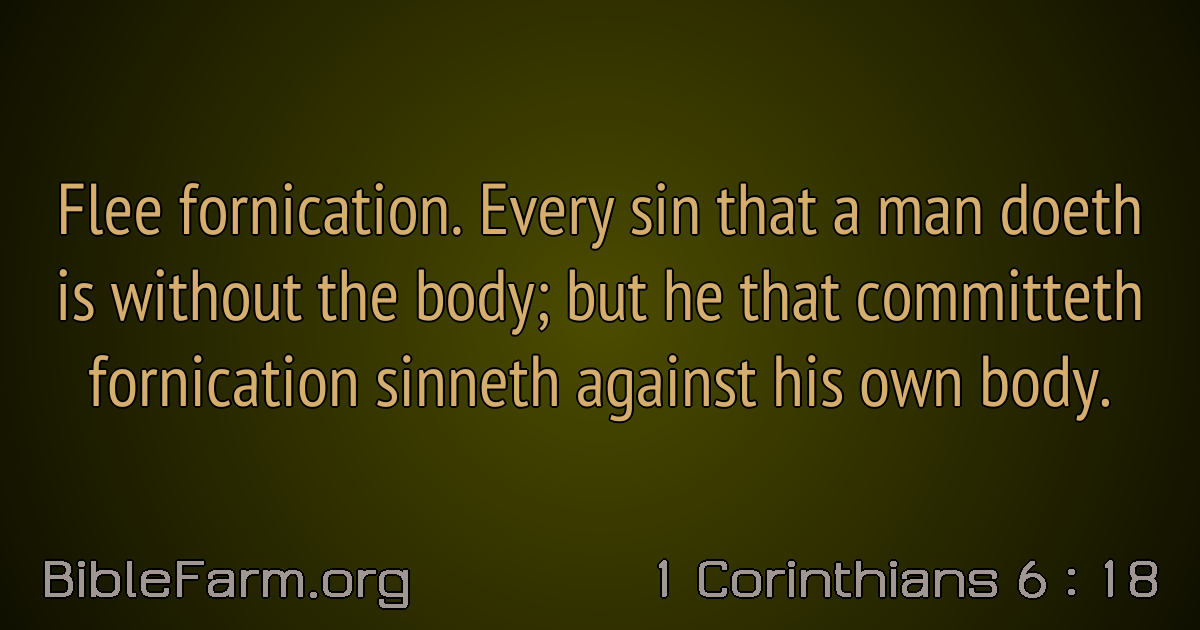 Flee fornication. Every sin that a man doeth
is without the body; but he that committeth
fornication sinneth against his own body.
BibleFarm.org
1 Corinthians 6 : 18